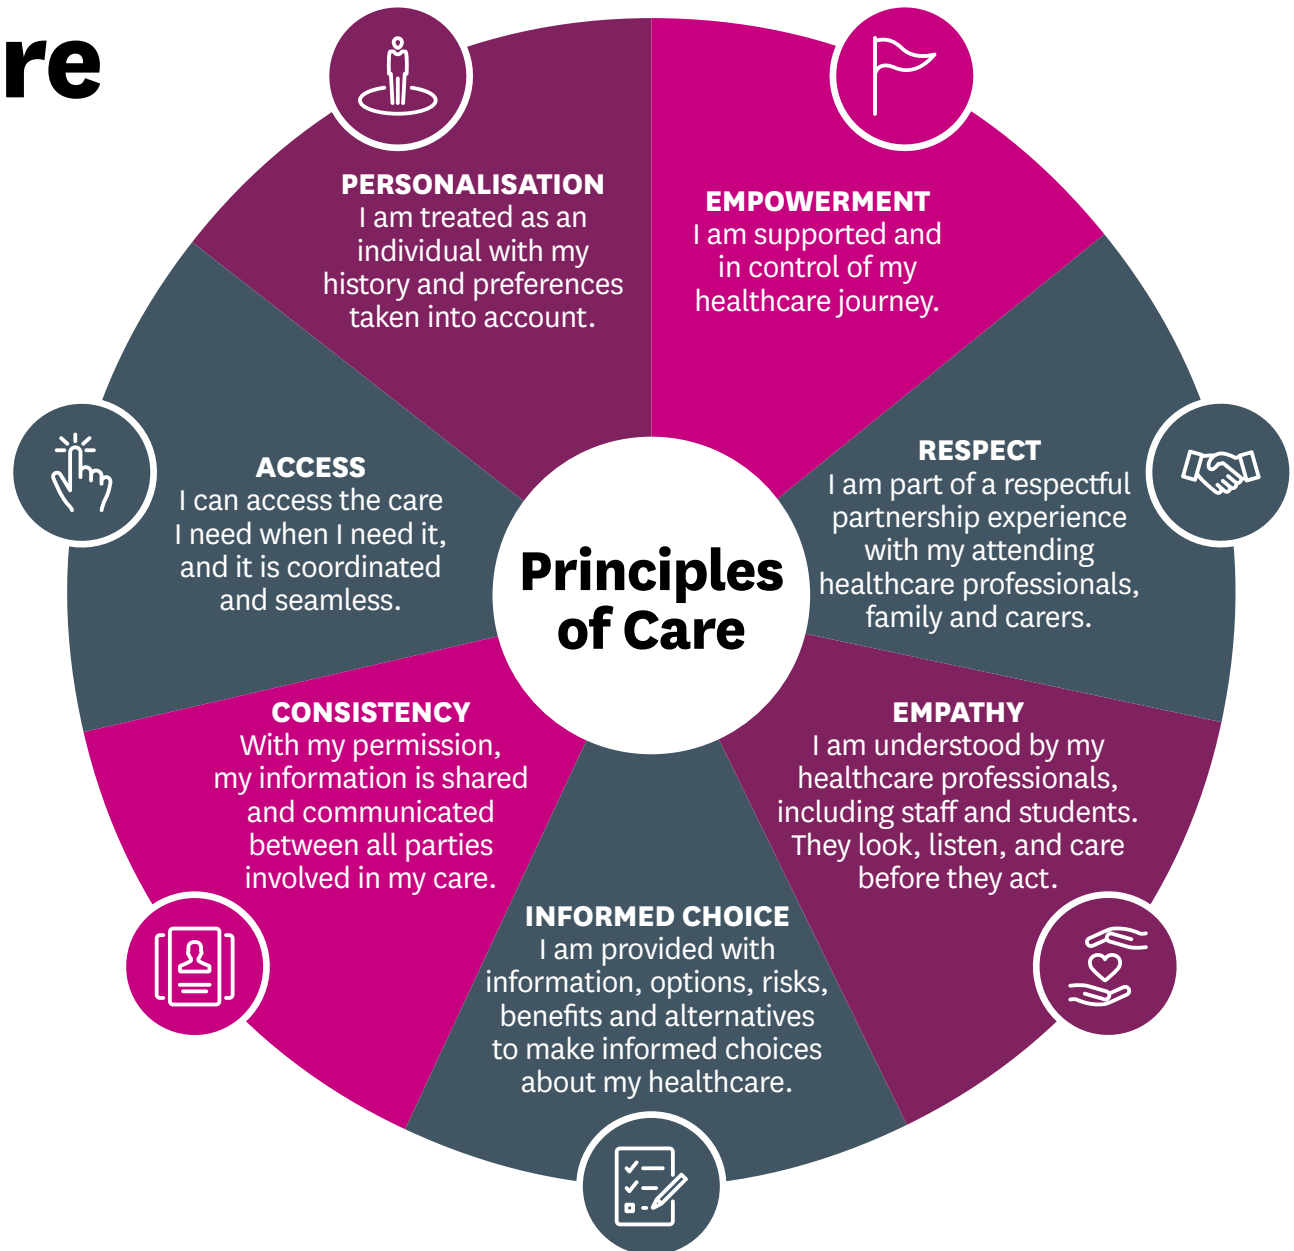 re
PERSONALISATION
I am treated as an
individual with my
history and preferences
taken into account.
EMPOWERMENT
I am supported and
in control of my
healthcare journey.
RESPECT
I am part of a respectful
partnership experience
with my attending
healthcare professionals,
family and carers.
EMPATHY
I am understood by my
healthcare professionals,
including staff and students.
They look, listen, and care
before they act.
INFORMED CHOICE
I am provided with
information, options, risks,
benefits and alternatives
to make informed choices
about my healthcare.
CONSISTENCY
With my permission,
my information is shared
and communicated
between all parties
involved in my care.
ACCESS
I can access the care
I need when I need it,
and it is coordinated
and seamless.
Principles
of Care